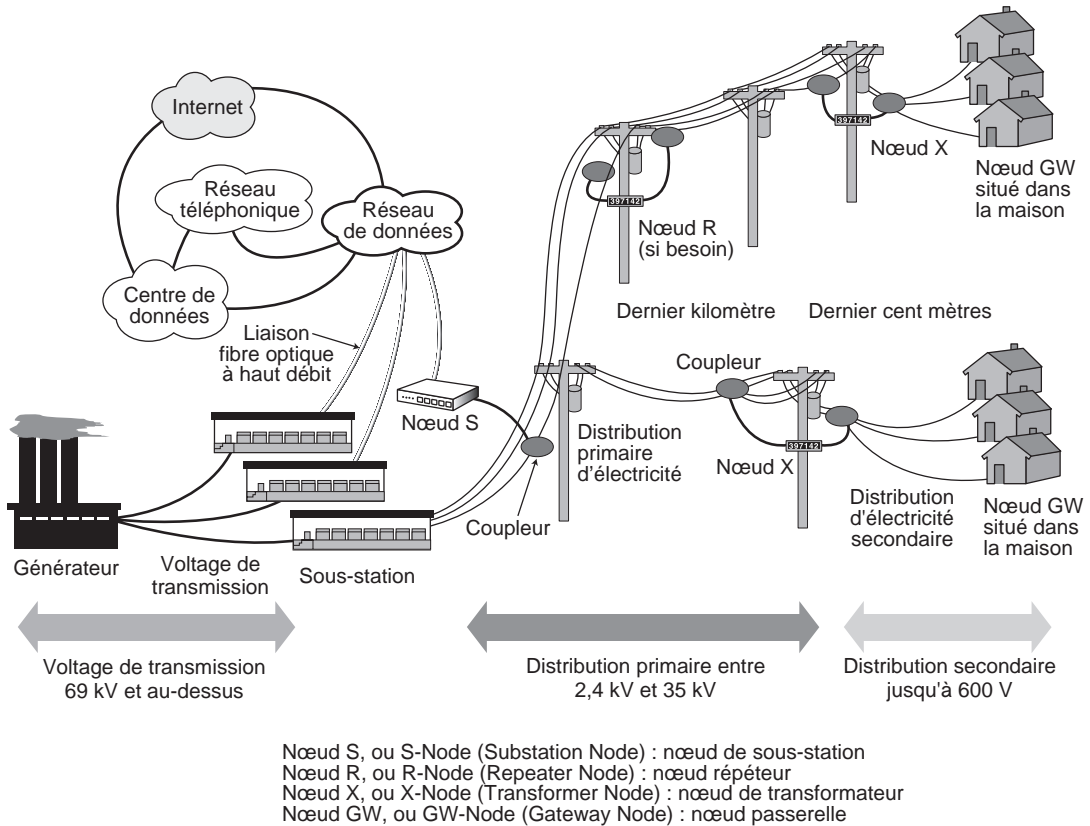 Internet
Réseau
téléphonique
Réseau
de données
Centre de
données
Liaison
fibre optique
à haut débit
Nœud S
Coupleur
Générateur
Voltage de
transmission
Sous-station
397142
Nœud R
(si besoin)
397142
Nœud X
Nœud GW
situé dans
la maison
Dernier kilomètre
Dernier cent mètres
Coupleur
Distribution
primaire
d'électricité
397142
Nœud X
Distribution
d'électricité
secondaire
Nœud GW
situé dans
la maison
Voltage de transmission
69 kV et au-dessus
Distribution primaire entre
2,4 kV et 35 kV
Distribution secondaire
jusqu'à 600 V
Nœud S, ou S-Node (Substation Node) : nœud de sous-station
Nœud R, ou R-Node (Repeater Node) : nœud répéteur
Nœud X, ou X-Node (Transformer Node) : nœud de transformateur
Nœud GW, ou GW-Node (Gateway Node) : nœud passerelle